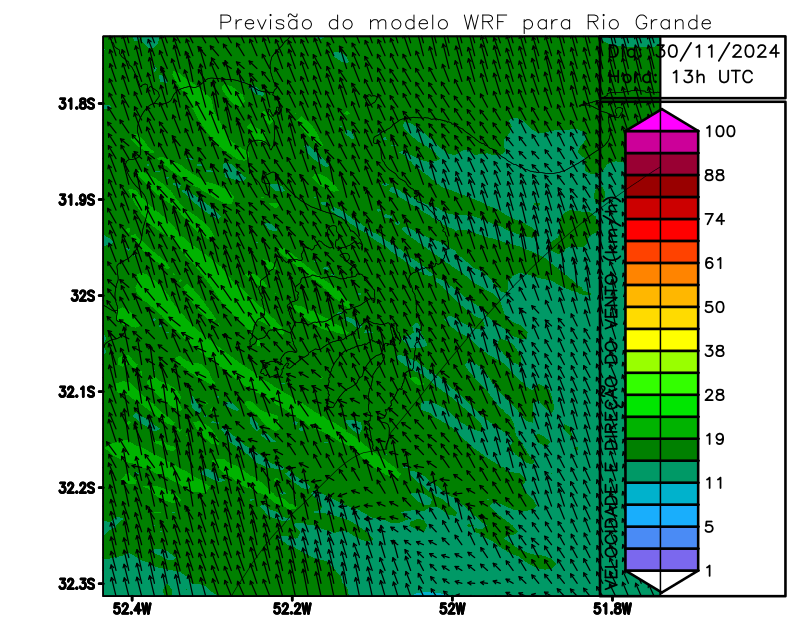 Previsão do modelo WRF para Rio Grande
Dia: 30/11/2024
Hora: 13h UTC
31.8S
31.9S
32S
32.1S
32.2S
32.3S
52.4W
52.2W
52W
51.8W
VELOCIDADE E DIREÇÃO DO VENTO (km/h)
100
88
74
61
50
38
28
19
11
5
1